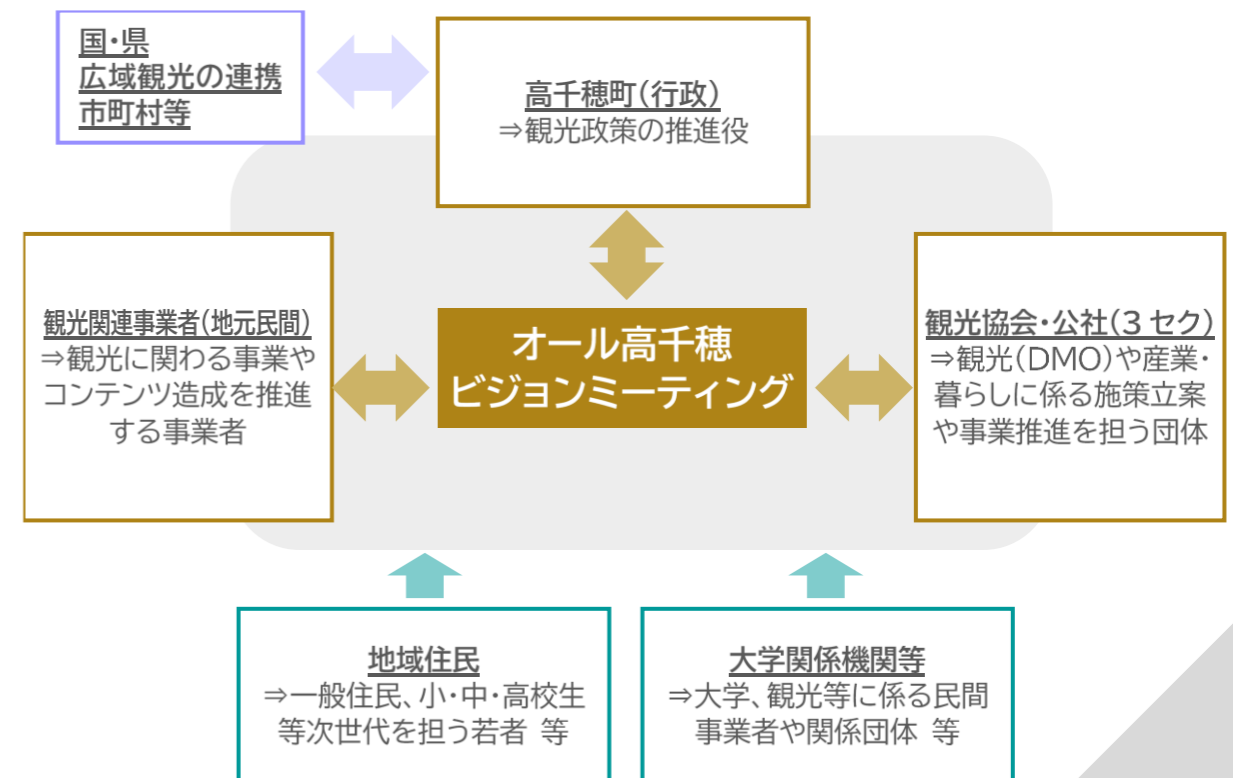 国・県
広域観光の連携
市町村等
高千穂町(行政)
⇒観光政策の推進役
観光関連事業者(地元民間)
⇒観光に関わる事業や
コンテンツ造成を推進
する事業者
オール高千穂
ビジョンミーティング
観光協会・公社(3セク)
⇒観光(DMO)や産業・
暮らしに係る施策立案
や事業推進を担う団体
地域住民
⇒一般住民、小・中・高校生
等次世代を担う若者 等
大学関係機関等
⇒大学、観光等に係る民間
事業者や関係団体 等